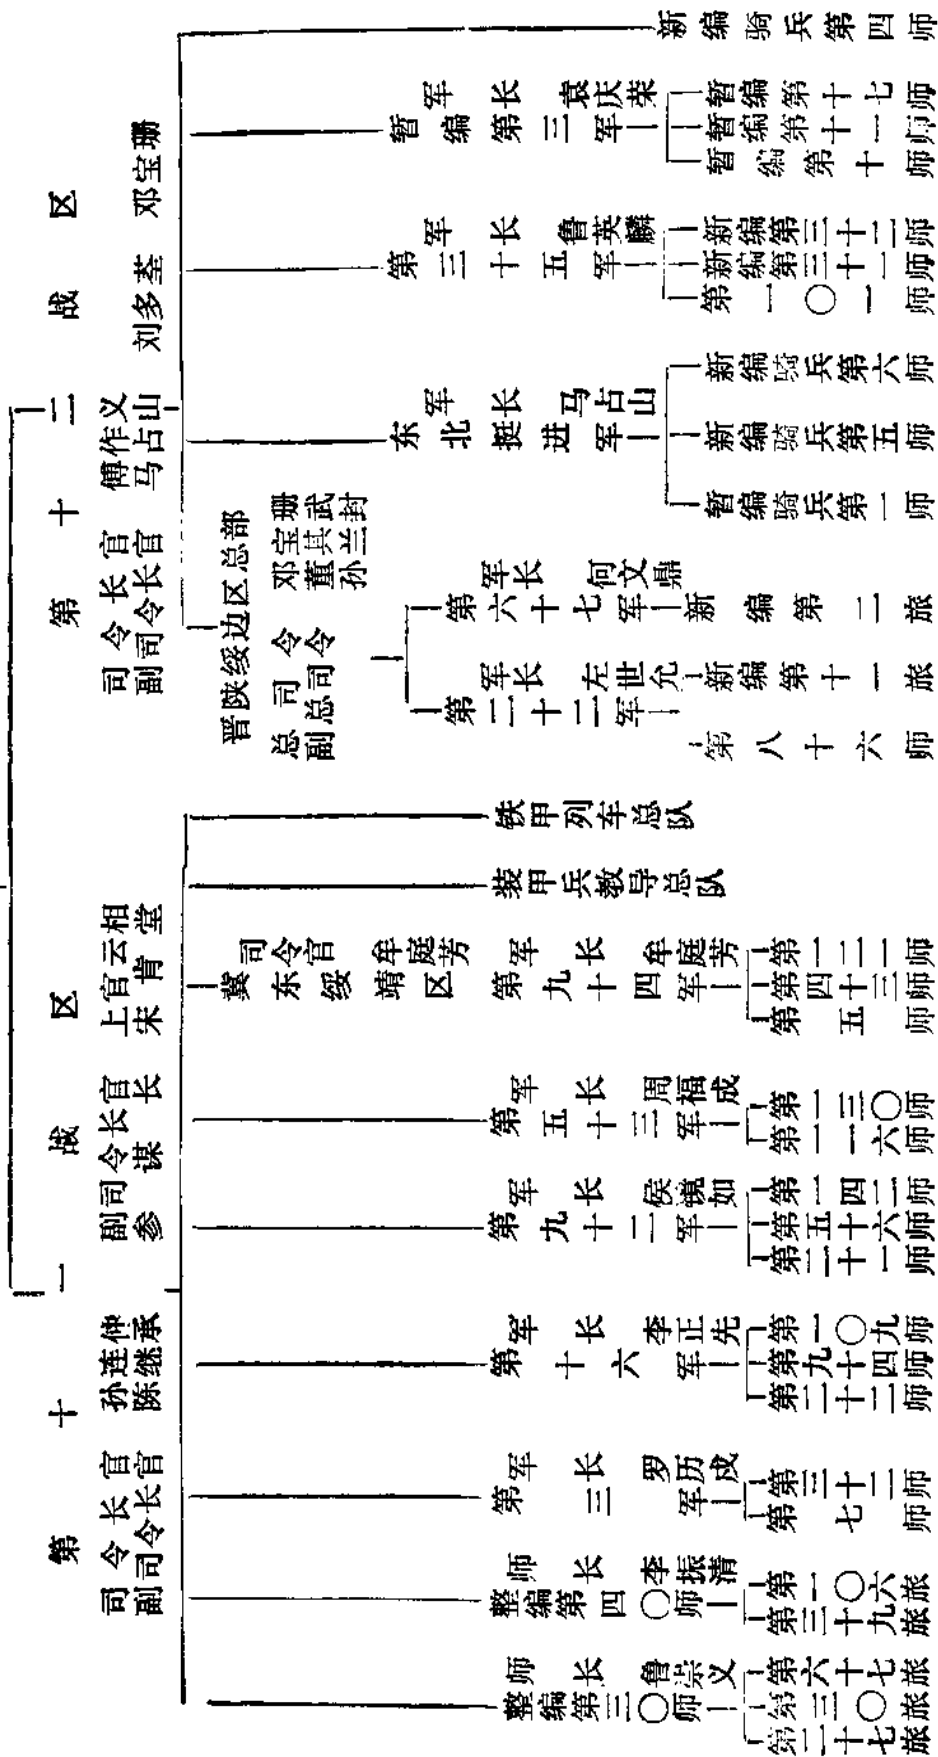 第十一战区
司令长官 孙连仲 副司令长官 上官云相
副司令长官 陈继承 参谋长 宋肯堂
整编第三〇师
师长 鲁崇义
第二十七旅
第三〇旅
第六十七旅
整编第四〇师
师长 李振清
第三十九旅
第一〇六旅
第三军
军长 罗历戎
第七师
第三十二师
第十六军
军长 李正先
第二十二师
第九十四师
第一〇九师
第九十二军
军长 侯镜如
第二十一师
第五十六师
第一四二师
第五十三军
军长 周福成
第一一六师
第一三〇师
冀东绥靖区
司令官 牟庭芳
第九十四军
军长 牟庭芳
第五师
第四十三师
第一二一师
装甲兵教导总队
铁甲列车总队
第十二战区
司令长官 傅作义 刘多荃 邓宝珊
副司令长官 马占山
晋陕绥边区总部
总司令 邓宝珊
副总司令 董其武
孙兰封
第二十二军
军长 左世允
第八十六师
新编第十一旅
第六十七军
军长 何文鼎
新编第二旅
东北挺进军
军长 马占山
暂编骑兵第一师
新编骑兵第五师
新编骑兵第六师
第三十五军
军长 鲁英麟
第一〇一师
新编第三十一师
新编第三十二师
暂编第三军
军长 袁庆荣
暂编第十师
暂编第十一师
暂编第十七师
新编骑兵第四师